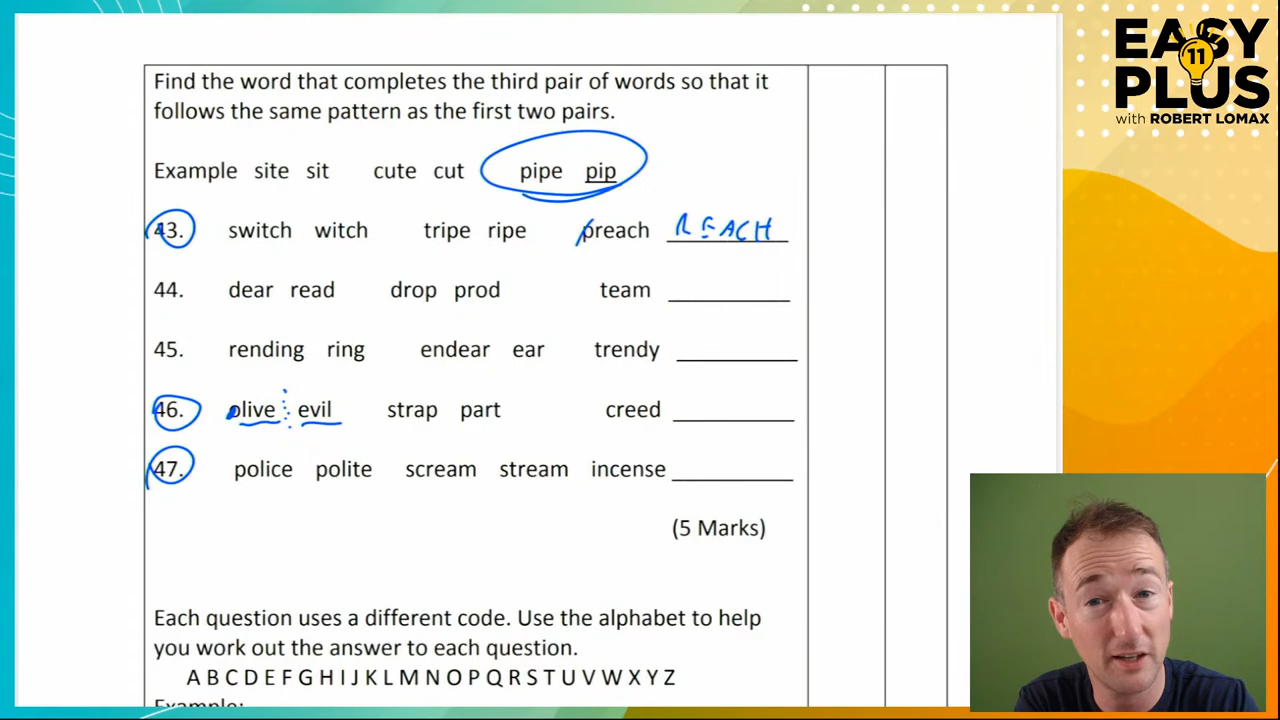 EASY
11
PLUS
with ROBERT LOMAX
Find the word that completes the third pair of words so that it
follows the same pattern as the first two pairs.
Example site sit cute cut pipe pip
43. switch witch tripe ripe preach REACH
44. dear read drop prod team
45. rending ring endear ear trendy
46. olive evil strap part creed
47. police polite scream stream incense
(5 Marks)
Each question uses a different code. Use the alphabet to help
you work out the answer to each question.
A B C D E F G H I J K L M N O P Q R S T U V W X Y Z
Example: